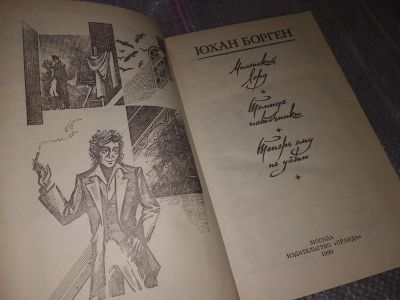 ЮХАН БОРГЕН
Маленький
Лорд
Темные
источники
Теперь ему
не уйти
МОСКВА
ИЗДАТЕЛЬСТВО «ПРАВДА»
1990